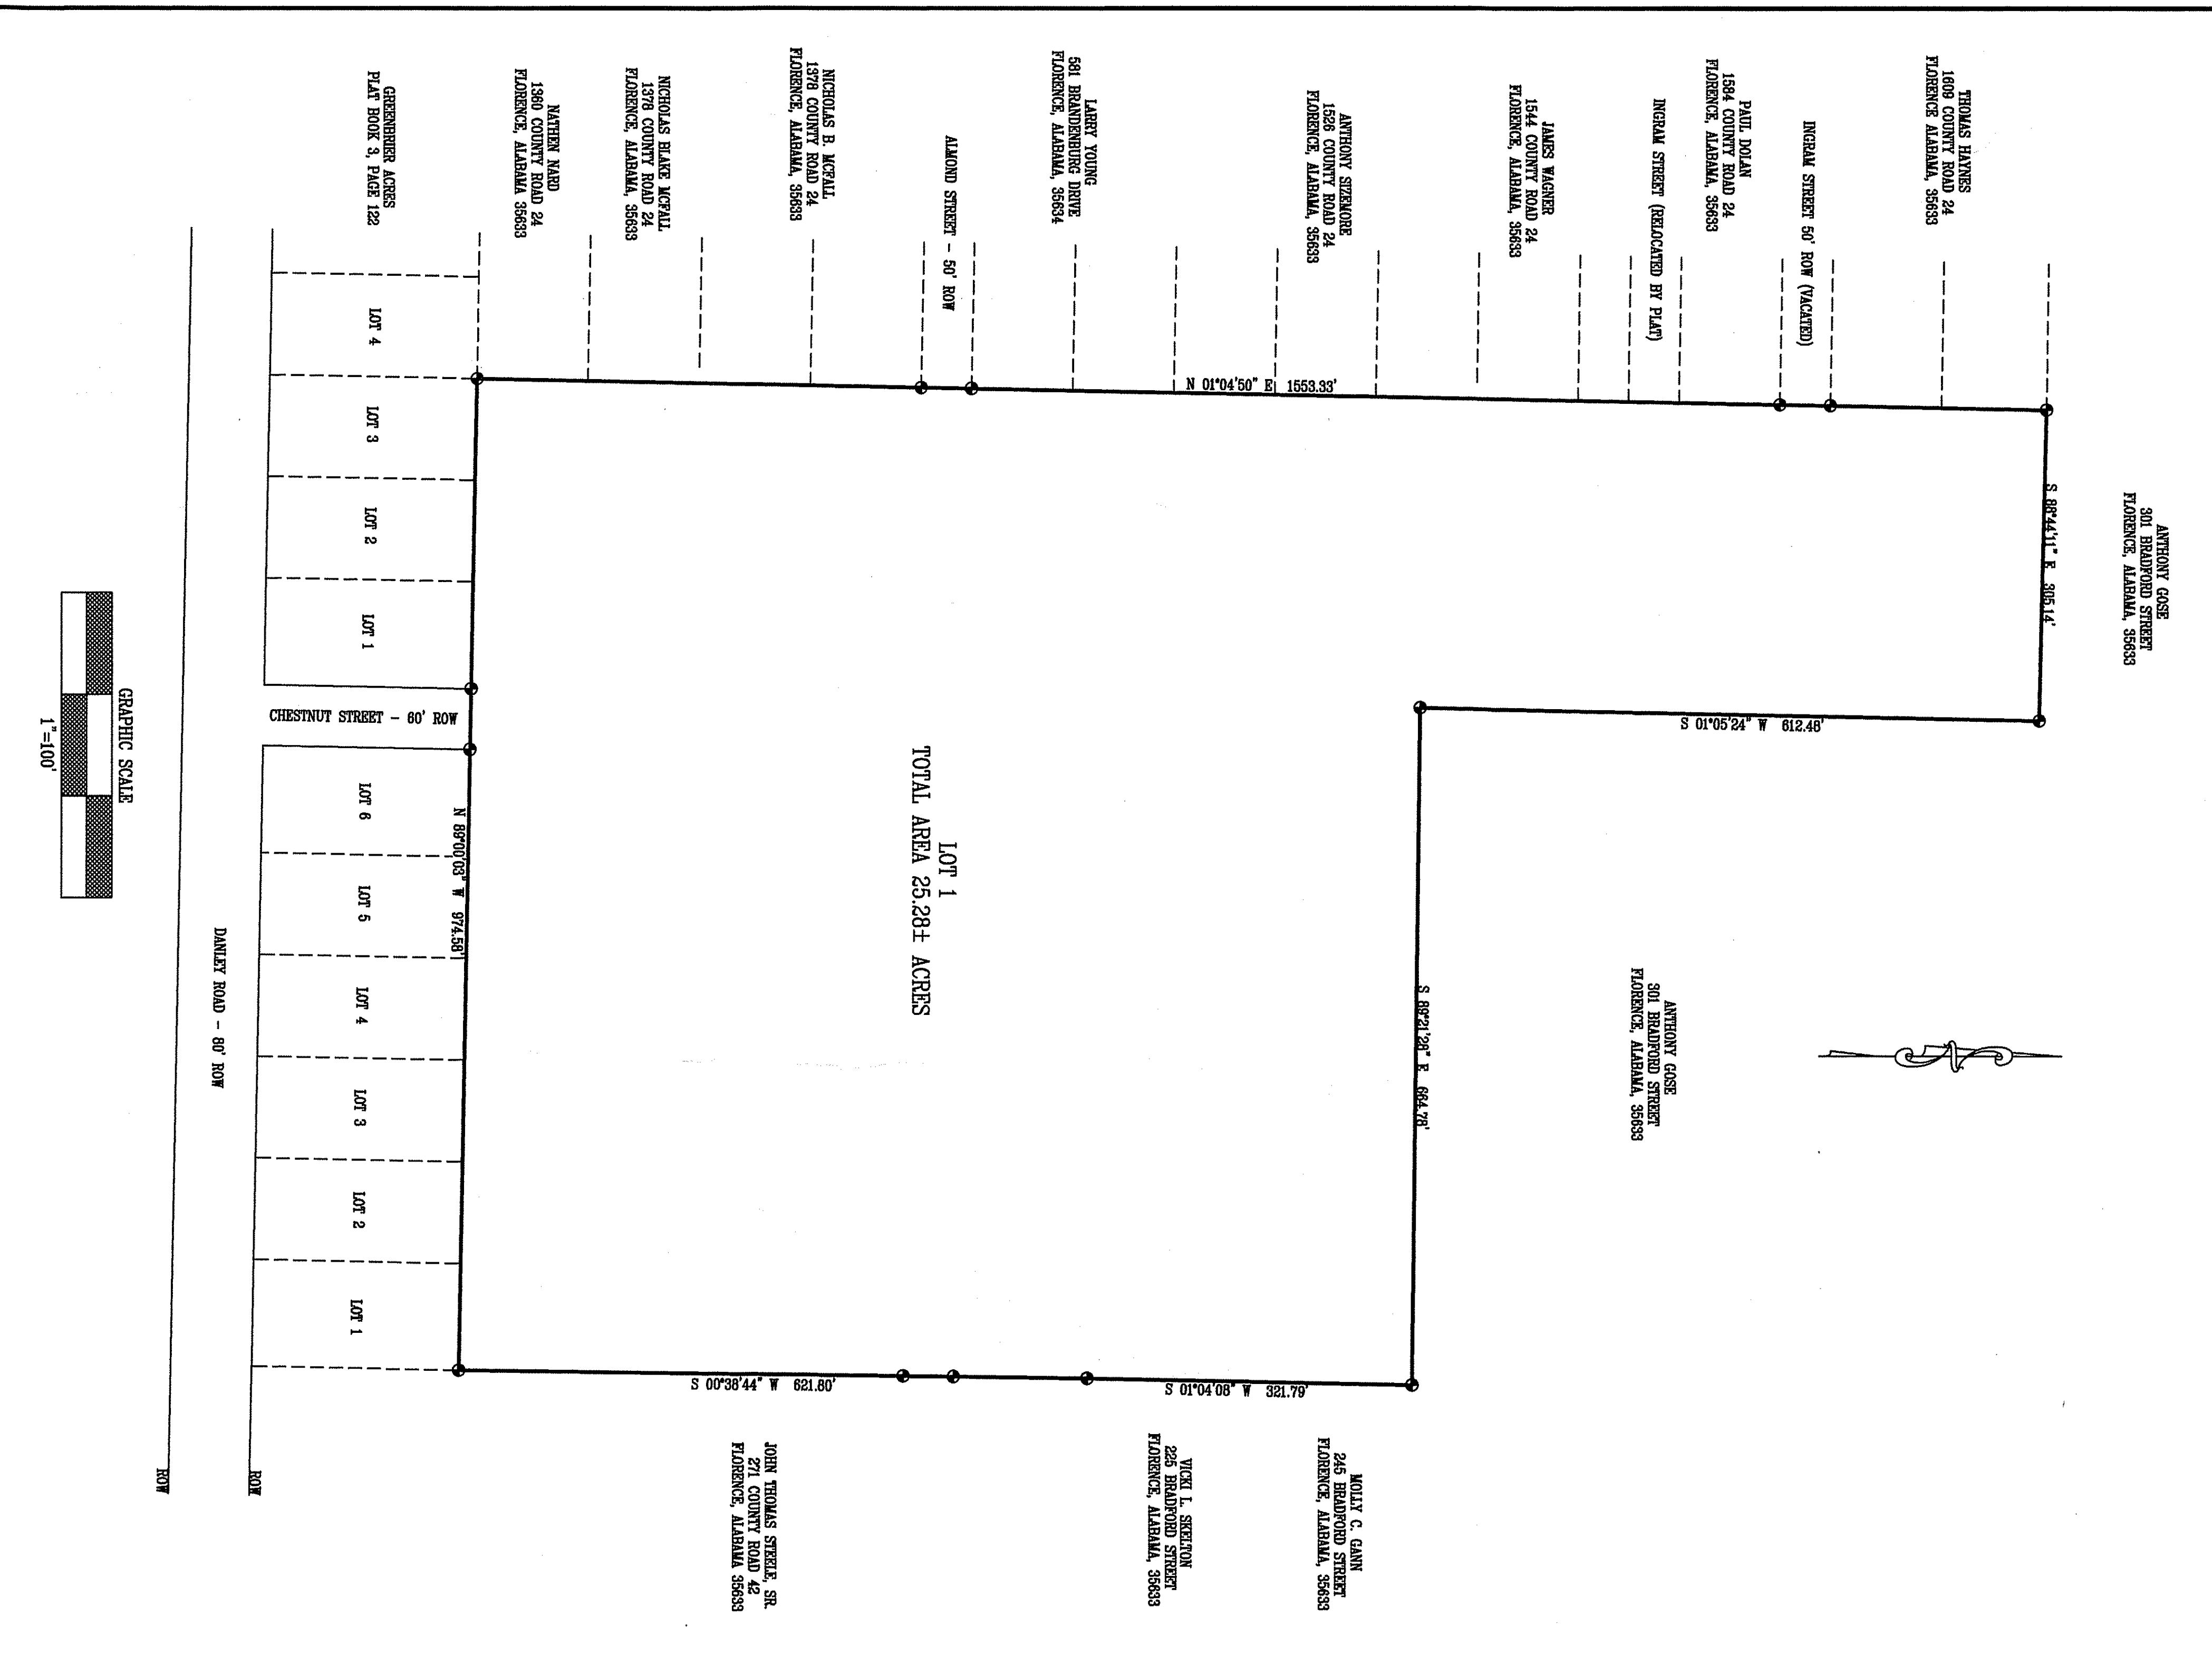 THOMAS HAYNES
1609 COUNTY ROAD 24
FLORENCE ALABAMA, 35633
INGRAM STREET 50' ROW (VACATED)
PAUL DOLAN
1584 COUNTY ROAD 24
FLORENCE, ALABAMA, 35633
INGRAM STREET (RELOCATED BY PLAT)
JAMES WAGNER
1544 COUNTY ROAD 24
FLORENCE, ALABAMA, 35633
ANTHONY SIZEMORE
1526 COUNTY ROAD 24
FLORENCE, ALABAMA, 35633
LARRY YOUNG
581 BRANDENBURG DRIVE
FLORENCE, ALABAMA, 35634
ALMOND STREET - 50' ROW
NICHOLAS B. MCFALL
1378 COUNTY ROAD 24
FLORENCE, ALABAMA, 35633
NICHOLAS BLAKE MCFALL
1378 COUNTY ROAD 24
FLORENCE, ALABAMA, 35633
NATHEN NARD
1360 COUNTY ROAD 24
FLORENCE, ALABAMA 35633
GREENBRIER ACRES
PLAT BOOK 3, PAGE 122
ANTHONY GOSE
301 BRADFORD STREET
FLORENCE, ALABAMA, 35633
S 88°44'11" E 305.14'
N 01°04'50" E 1553.33'
S 01°05'24" W 612.48'
ANTHONY GOSE
301 BRADFORD STREET
FLORENCE, ALABAMA, 35633
N
S 89°21'28" E 664.78'
LOT 1
TOTAL AREA 25.28± ACRES
MOLLY C. GANN
245 BRADFORD STREET
FLORENCE, ALABAMA, 35633
VICKI L. SKELTON
225 BRADFORD STREET
FLORENCE, ALABAMA, 35633
S 01°04'08" W 321.79'
S 00°38'44" W 621.80'
JOHN THOMAS STEELE, SR.
271 COUNTY ROAD 42
FLORENCE, ALABAMA 35633
N 89°00'03" W 974.58'
LOT 4
LOT 3
LOT 2
LOT 1
CHESTNUT STREET - 60' ROW
LOT 6
LOT 5
LOT 4
LOT 3
LOT 2
LOT 1
DANLEY ROAD - 80' ROW
ROW
ROW
GRAPHIC SCALE
1"=100'